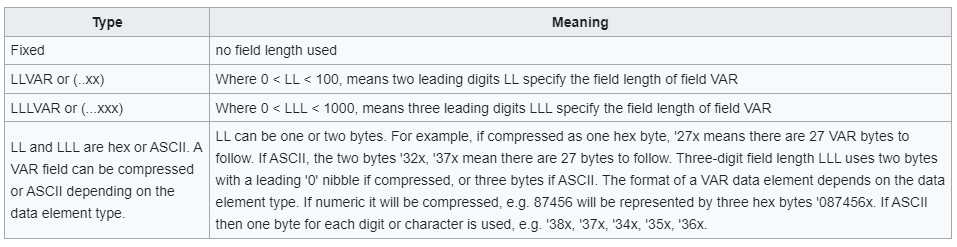 Type Meaning
Fixed no field length used
LLVAR or (..xx) Where 0 < LL < 100, means two leading digits LL specify the field length of field VAR
LLLVAR or (...xxx) Where 0 < LLL < 1000, means three leading digits LLL specify the field length of field VAR
LL and LLL are hex or ASCII. A
VAR field can be compressed
or ASCII depending on the
data element type.
LL can be one or two bytes. For example, if compressed as one hex byte, '27x means there are 27 VAR bytes to
follow. If ASCII, the two bytes '32x, '37x mean there are 27 bytes to follow. Three-digit field length LLL uses two bytes
with a leading '0' nibble if compressed, or three bytes if ASCII. The format of a VAR data element depends on the data
element type. If numeric it will be compressed, e.g. 87456 will be represented by three hex bytes '087456x. If ASCII
then one byte for each digit or character is used, e.g. '38x, '37x, '34x, '35x, '36x.